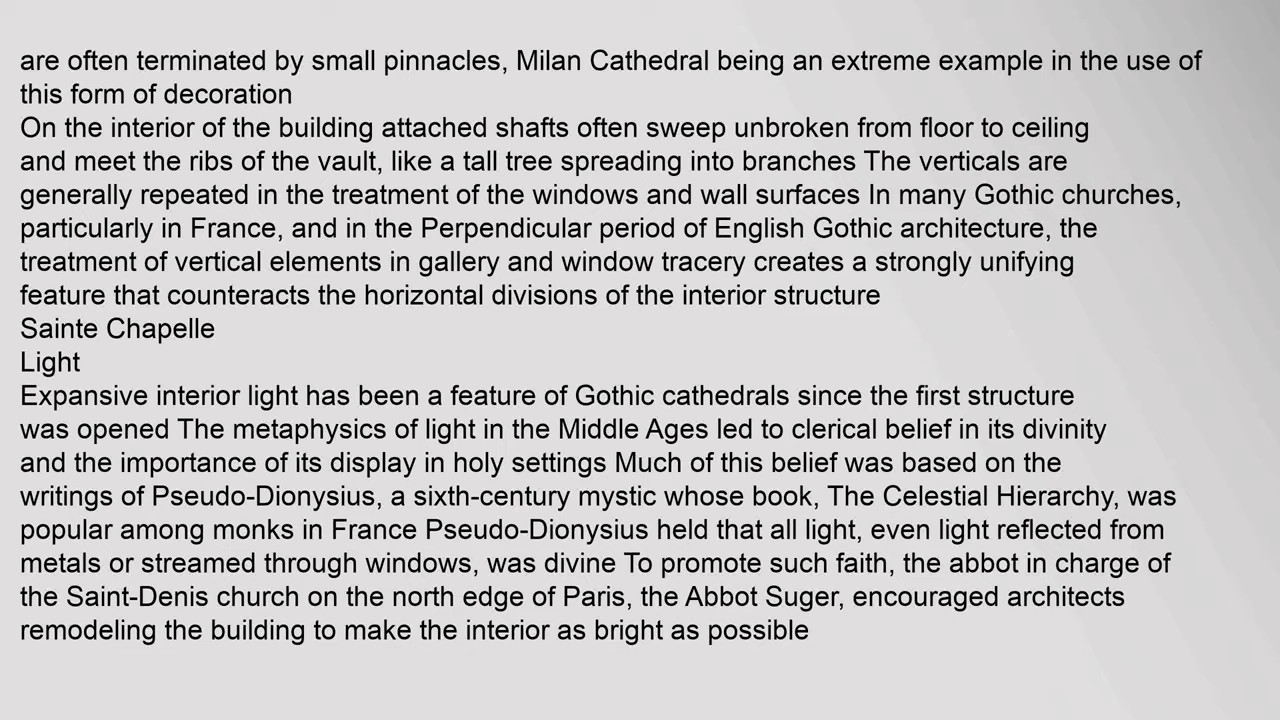 are often terminated by small pinnacles, Milan Cathedral being an extreme example in the use of
this form of decoration
On the interior of the building attached shafts often sweep unbroken from floor to ceiling
and meet the ribs of the vault, like a tall tree spreading into branches The verticals are
generally repeated in the treatment of the windows and wall surfaces In many Gothic churches,
particularly in France, and in the Perpendicular period of English Gothic architecture, the
treatment of vertical elements in gallery and window tracery creates a strongly unifying
feature that counteracts the horizontal divisions of the interior structure
Sainte Chapelle
Light
Expansive interior light has been a feature of Gothic cathedrals since the first structure
was opened The metaphysics of light in the Middle Ages led to clerical belief in its divinity
and the importance of its display in holy settings Much of this belief was based on the
writings of Pseudo-Dionysius, a sixth-century mystic whose book, The Celestial Hierarchy, was
popular among monks in France Pseudo-Dionysius held that all light, even light reflected from
metals or streamed through windows, was divine To promote such faith, the abbot in charge of
the Saint-Denis church on the north edge of Paris, the Abbot Suger, encouraged architects
remodeling the building to make the interior as bright as possible